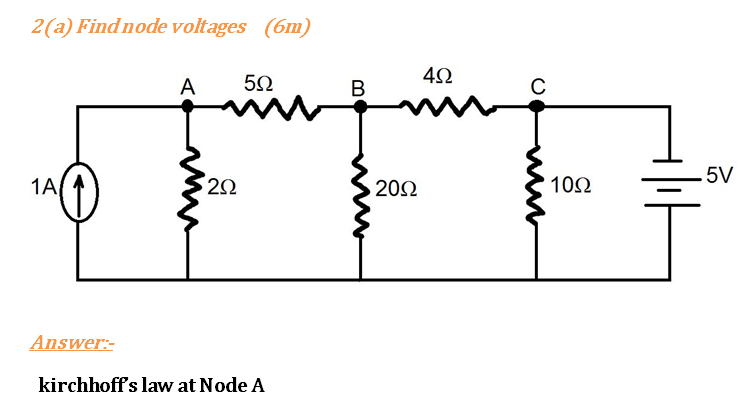 2(a) Find node voltages (6m)
A 5Ω B 4Ω C
1A 2Ω 20Ω 10Ω 5V
Answer:-
kirchhoff's law at Node A